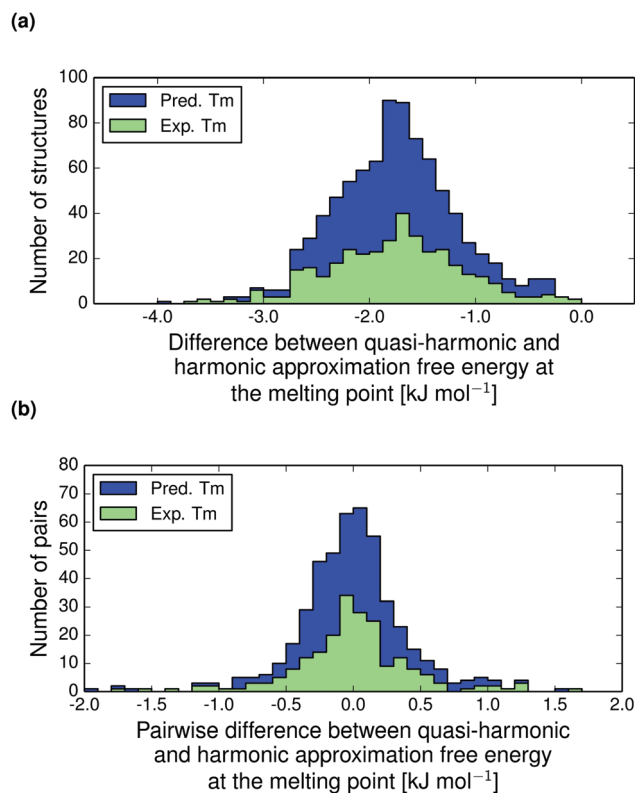 (a)
100
80
60
40
20
0
Number of structures
Pred. Tm
Exp. Tm
-4.0 -3.0 -2.0 -1.0 0.0
Difference between quasi-harmonic and
harmonic approximation free energy at
the melting point [kJ mol⁻¹]
(b)
80
70
60
50
40
30
20
10
0
Number of pairs
Pred. Tm
Exp. Tm
-2.0 -1.5 -1.0 -0.5 0.0 0.5 1.0 1.5 2.0
Pairwise difference between quasi-harmonic
and harmonic approximation free energy
at the melting point [kJ mol⁻¹]